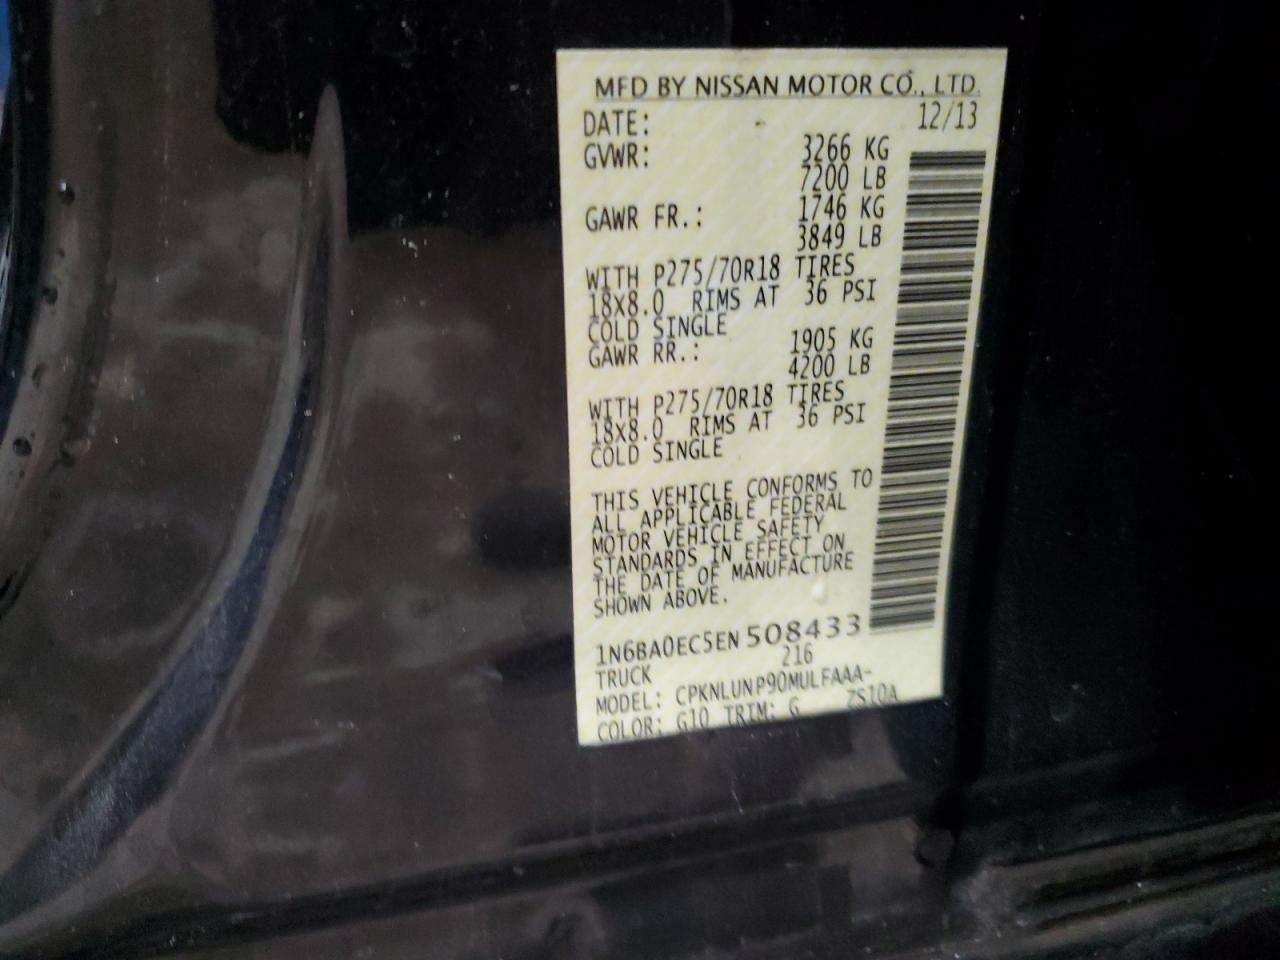 MFD BY NISSAN MOTOR CO., LTD.
DATE: 12/13
GVWR: 3266 KG
7200 LB
GAWR FR.: 1746 KG
3849 LB
WITH P275/70R18 TIRES
18X8.0 RIMS AT 36 PSI
COLD SINGLE
GAWR RR.: 1905 KG
4200 LB
WITH P275/70R18 TIRES
18X8.0 RIMS AT 36 PSI
COLD SINGLE
THIS VEHICLE CONFORMS TO
ALL APPLICABLE FEDERAL
MOTOR VEHICLE SAFETY
STANDARDS IN EFFECT ON
THE DATE OF MANUFACTURE
SHOWN ABOVE.
1N6BA0EC5EN508433
TRUCK 216
MODEL: CPKNLUNP90MULFAAA-
COLOR: G10 TRIM: G ZS10A